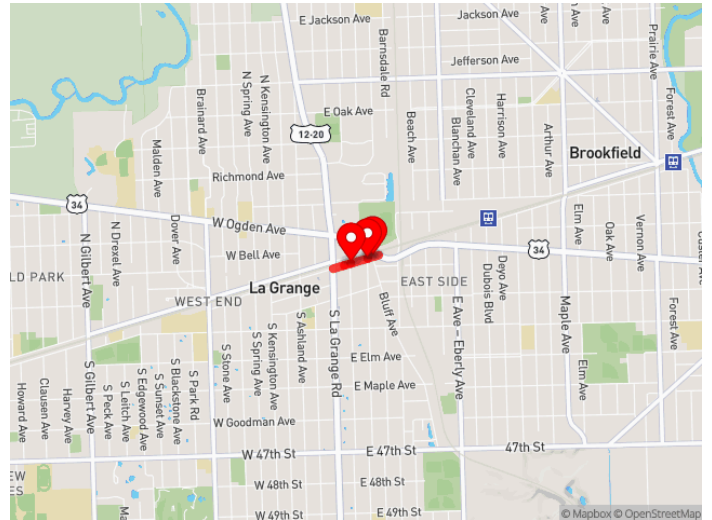 E Jackson Ave
Jackson Ave
Jefferson Ave
Barnsdale Rd
N Spring Ave
N Kensington Ave
Brainard Ave
Malden Ave
E Oak Ave
12-20
Beach Ave
Cleveland Ave
Blanchan Ave
Harrison Ave
Arthur Ave
Prairie Ave
Forest Ave
Brookfield
Richmond Ave
34
W Ogden Ave
N Gilbert Ave
N Drexel Ave
Dover Ave
W Bell Ave
Elm Ave
Oak Ave
Vernon Ave
34
LD PARK
La Grange
WEST END
EAST SIDE
Deyo Ave
Dubois Blvd
Bluff Ave
E Ave – Eberly Ave
Maple Ave
Forest Ave
S La Grange Rd
S Ashland Ave
S Kensington Ave
S Spring Ave
S Stone Ave
S Park Rd
S Blackstone Ave
S Sunset Ave
S Edgewood Ave
S Leitch Ave
S Peck Ave
S Gilbert Ave
Harvey Ave
Clausen Ave
Howard Ave
E Elm Ave
E Maple Ave
Elm Ave
W Goodman Ave
W 47th St
E 47th St
47th St
W 48th St
E 48th St
W 49th St
E 49th St
© Mapbox © OpenStreetMap